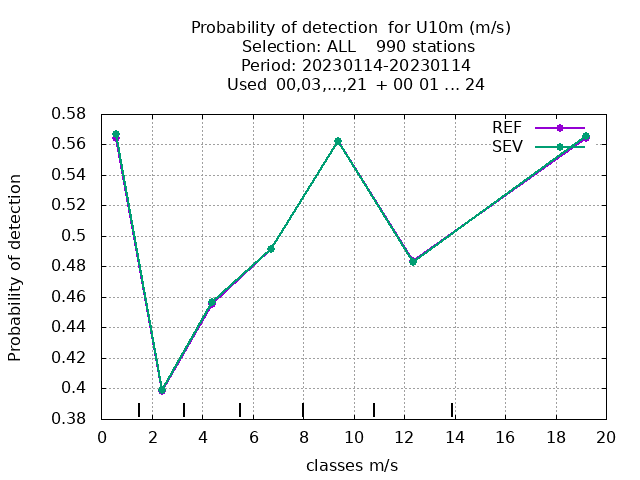 Probability of detection  for U10m (m/s)
Selection: ALL    990 stations
Period: 20230114-20230114
Used  00,03,...,21  + 00 01 ... 24
REF
SEV
Probability of detection
0.58
0.56
0.54
0.52
0.5
0.48
0.46
0.44
0.42
0.4
0.38
0 2 4 6 8 10 12 14 16 18 20
classes m/s